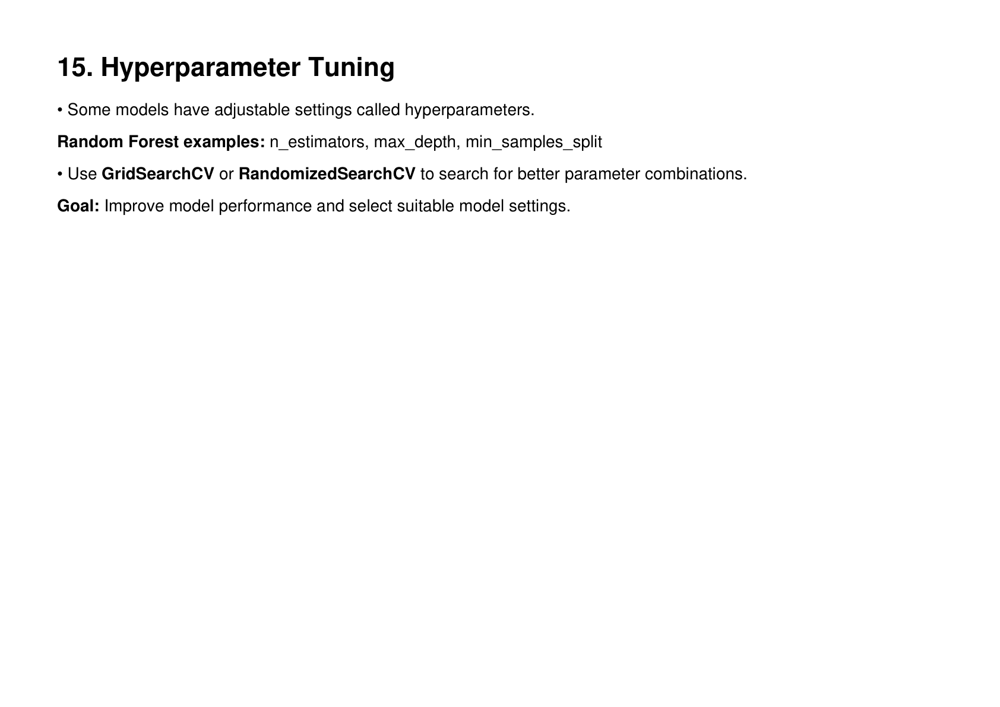 15. Hyperparameter Tuning
• Some models have adjustable settings called hyperparameters.
Random Forest examples: n_estimators, max_depth, min_samples_split
• Use GridSearchCV or RandomizedSearchCV to search for better parameter combinations.
Goal: Improve model performance and select suitable model settings.